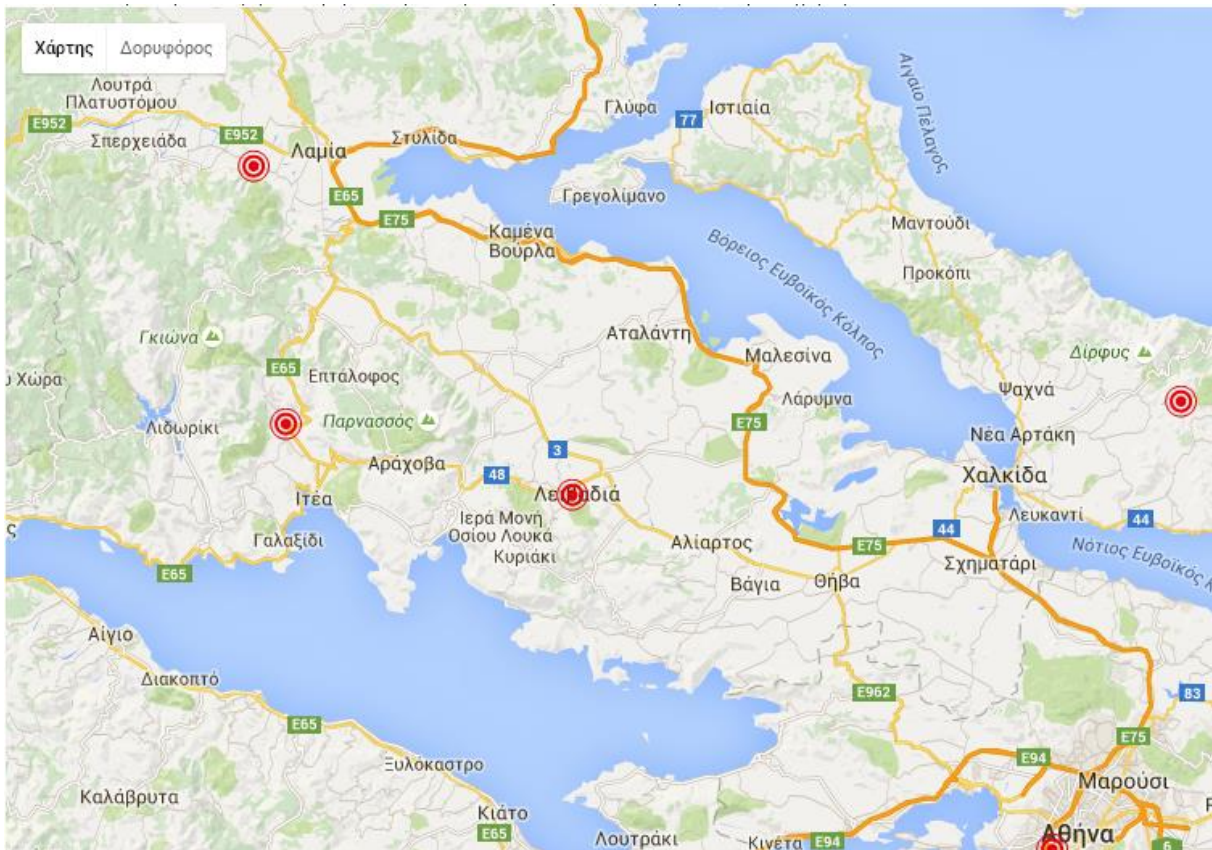 Χάρτης
Δορυφόρος
Λουτρά
Πλατυστόμου
Γλύφα
77
Ιστιαία
Αιγαίο Πέλαγος
E952
Σπερχειάδα
E952
Λαμία
Στυλίδα
E65
E75
Γρεγολίμανο
Καμένα
Βούρλα
Μαντούδι
Βόρειος Ευβοϊκός Κόλπος
Προκόπι
Γκιώνα
Αταλάντη
Μαλεσίνα
Δίρφυς
E65
Επτάλοφος
υ Χώρα
Ψαχνά
Λάρυμνα
Λιδωρίκι
Παρνασσός
E75
Νέα Αρτάκη
3
Αράχοβα
48
Χαλκίδα
Ιτέα
Λειβαδιά
Ιερά Μονή
Οσίου Λουκά
Λευκαντί
44
44
ς
Γαλαξίδι
Κυριάκι
Αλίαρτος
E75
Νότιος Ευβοϊκός Κ
Σχηματάρι
E65
Βάγια
Θήβα
Αίγιο
Διακοπτό
E962
83
E65
E75
E94
Ξυλόκαστρο
Μαρούσι
Καλάβρυτα
Κιάτο
E65
Λουτράκι
Κινέτα
E94
Αθήνα
6